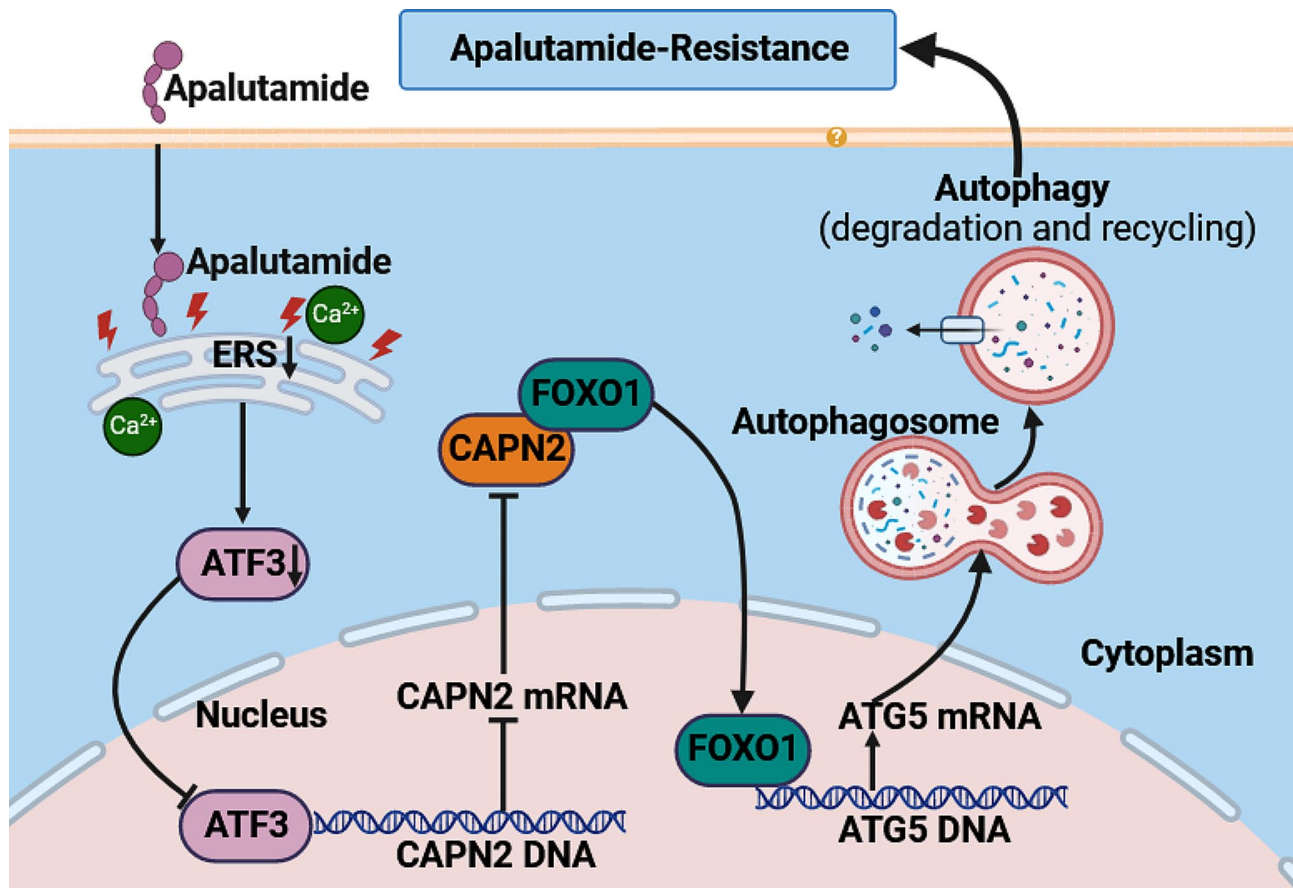 Apalutamide-Resistance
Apalutamide
?
Autophagy
(degradation and recycling)
Apalutamide
Ca²⁺
ERS
Ca²⁺
FOXO1
CAPN2
Autophagosome
ATF3
Cytoplasm
CAPN2 mRNA
Nucleus
ATG5 mRNA
FOXO1
ATF3
ATG5 DNA
CAPN2 DNA